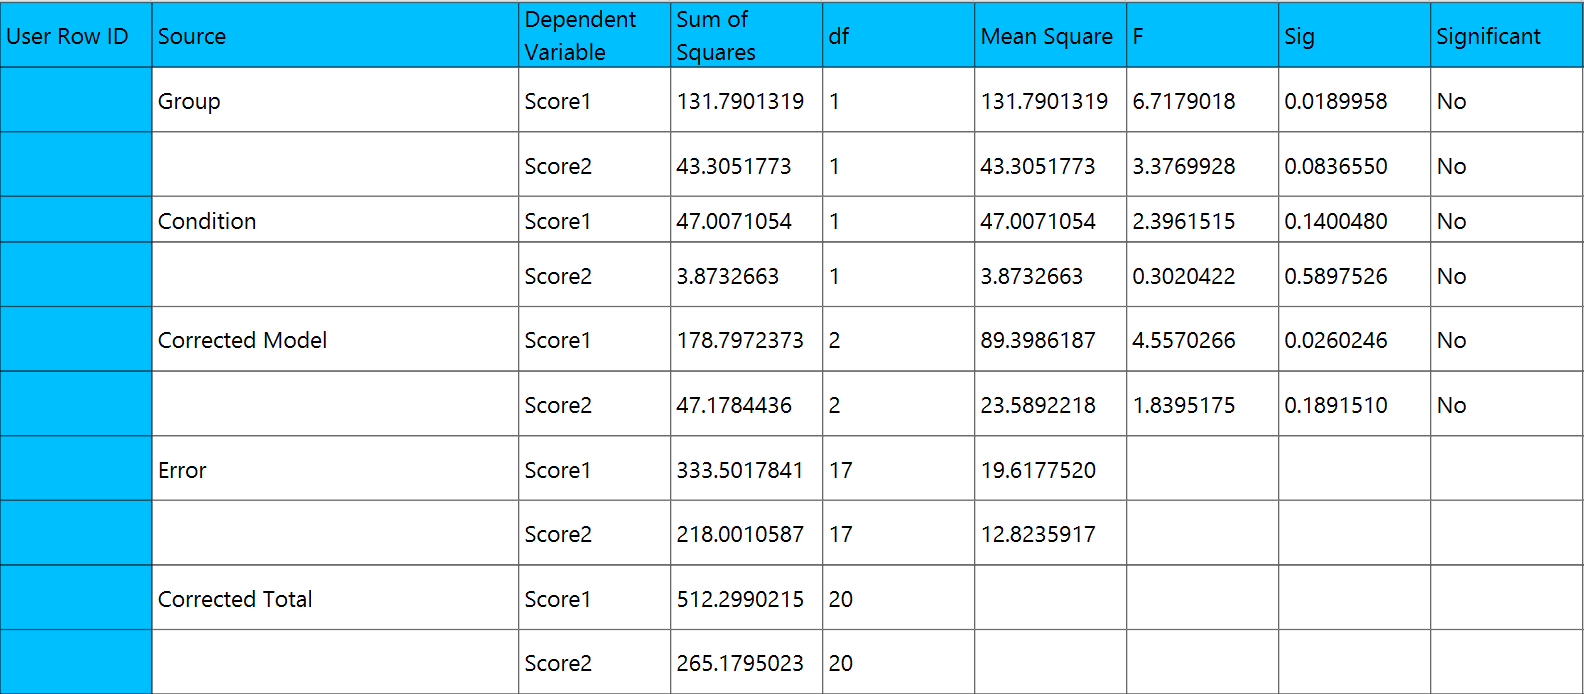 User Row ID Source Dependent Variable Sum of Squares df Mean Square F Sig Significant
Group Score1 131.7901319 1 131.7901319 6.7179018 0.0189958 No
Score2 43.3051773 1 43.3051773 3.3769928 0.0836550 No
Condition Score1 47.0071054 1 47.0071054 2.3961515 0.1400480 No
Score2 3.8732663 1 3.8732663 0.3020422 0.5897526 No
Corrected Model Score1 178.7972373 2 89.3986187 4.5570266 0.0260246 No
Score2 47.1784436 2 23.5892218 1.8395175 0.1891510 No
Error Score1 333.5017841 17 19.6177520
Score2 218.0010587 17 12.8235917
Corrected Total Score1 512.2990215 20
Score2 265.1795023 20